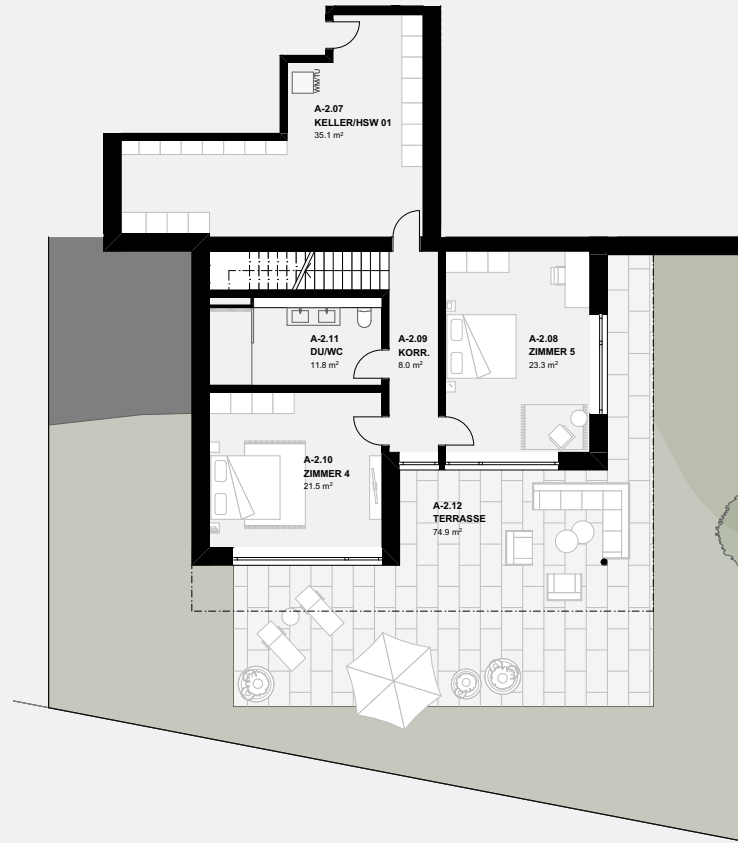 WM/TU
A-2.07
KELLER/HSW 01
35.1 m²
A-2.11
DU/WC
11.8 m²
A-2.09
KORR.
8.0 m²
A-2.08
ZIMMER 5
23.3 m²
A-2.10
ZIMMER 4
21.5 m²
A-2.12
TERRASSE
74.9 m²